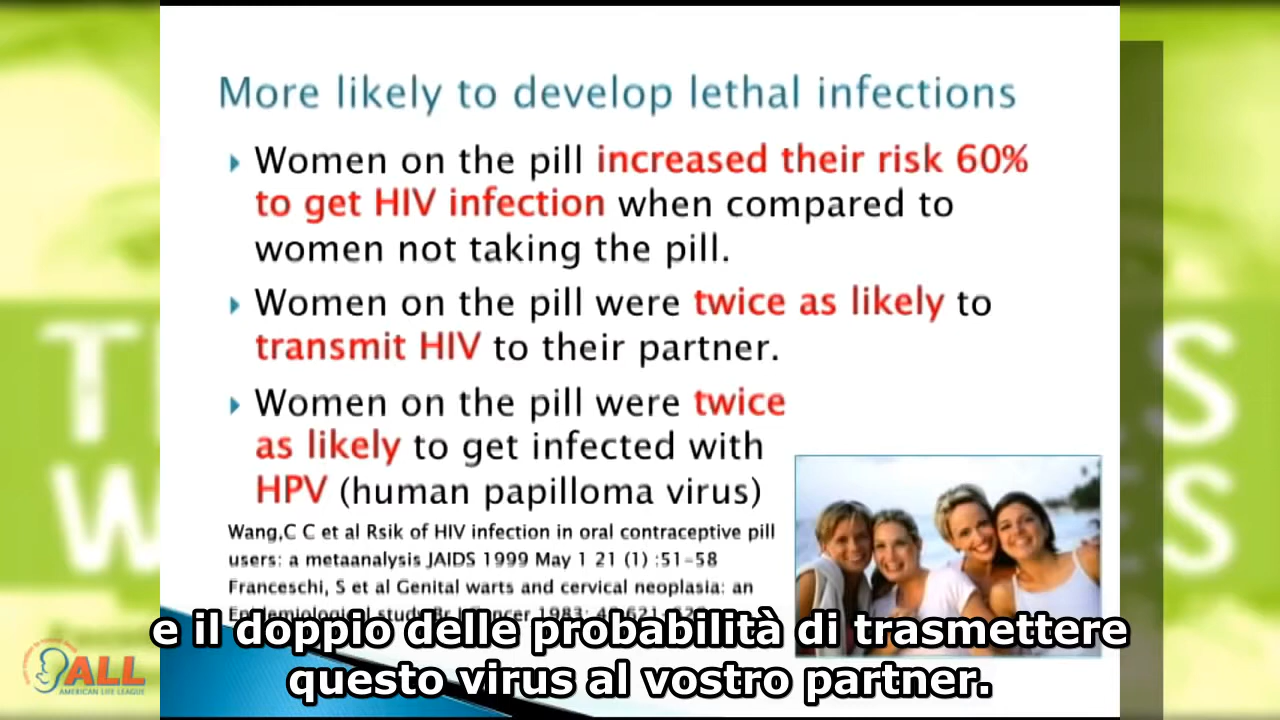 More likely to develop lethal infections
Women on the pill increased their risk 60%
to get HIV infection when compared to
women not taking the pill.
Women on the pill were twice as likely to
transmit HIV to their partner.
Women on the pill were twice
as likely to get infected with
HPV (human papilloma virus)
Wang,C C et al Rsik of HIV infection in oral contraceptive pill
users: a metaanalysis JAIDS 1999 May 1 21 (1) :51-58
Franceschi, S et al Genital warts and cervical neoplasia: an
e il doppio delle probabilità di trasmettere
questo virus al vostro partner.
ALL
AMERICAN LIFE LEAGUE